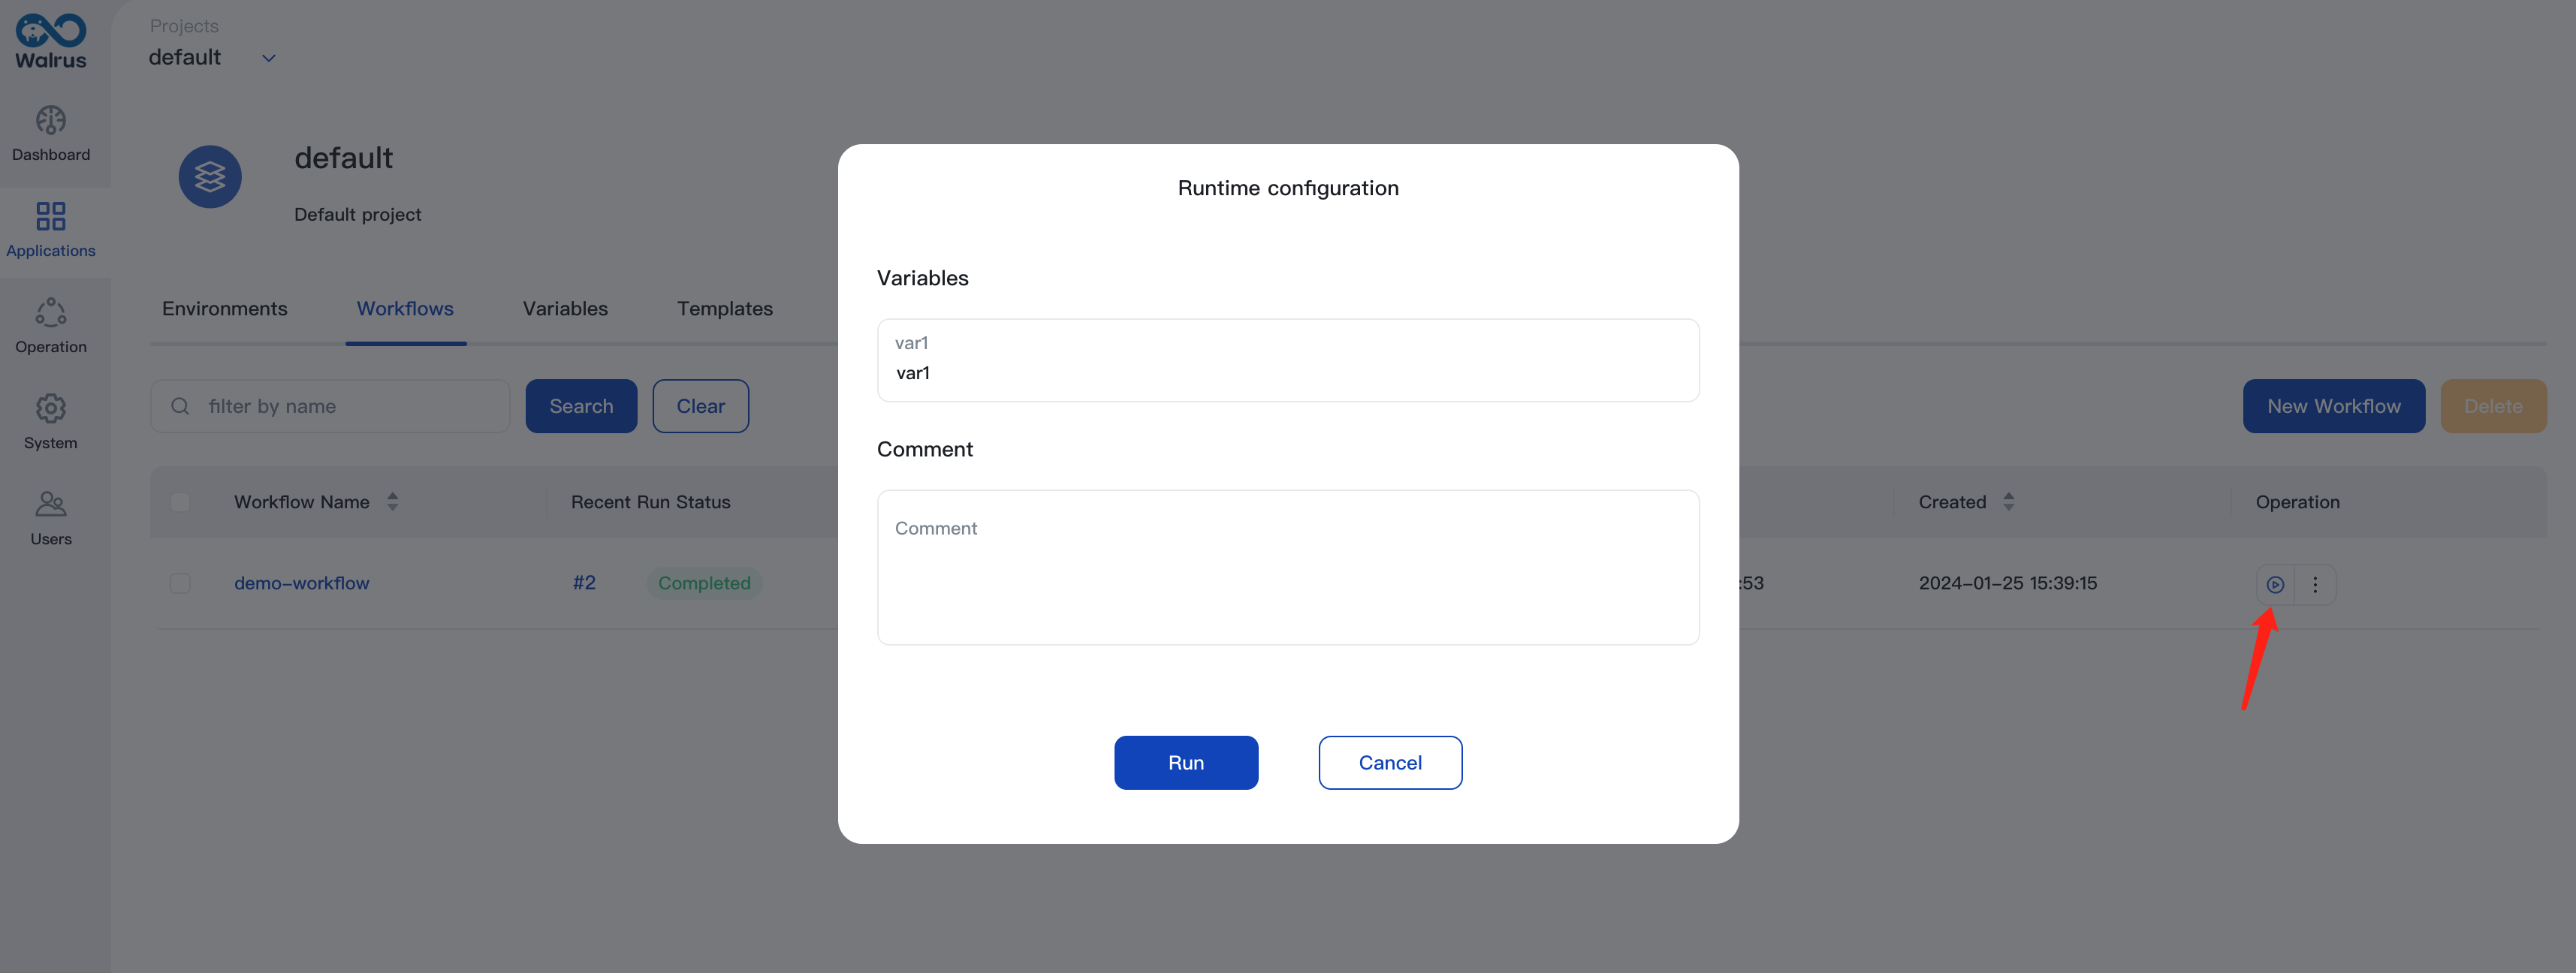 Walrus
Projects
default
Dashboard
Applications
Operation
System
Users
default
Default project
Environments Workflows Variables Templates
filter by name Search Clear New Workflow Delete
Workflow Name Recent Run Status Created Operation
demo-workflow #2 Completed :53 2024-01-25 15:39:15
Runtime configuration
Variables
var1
var1
Comment
Comment
Run Cancel